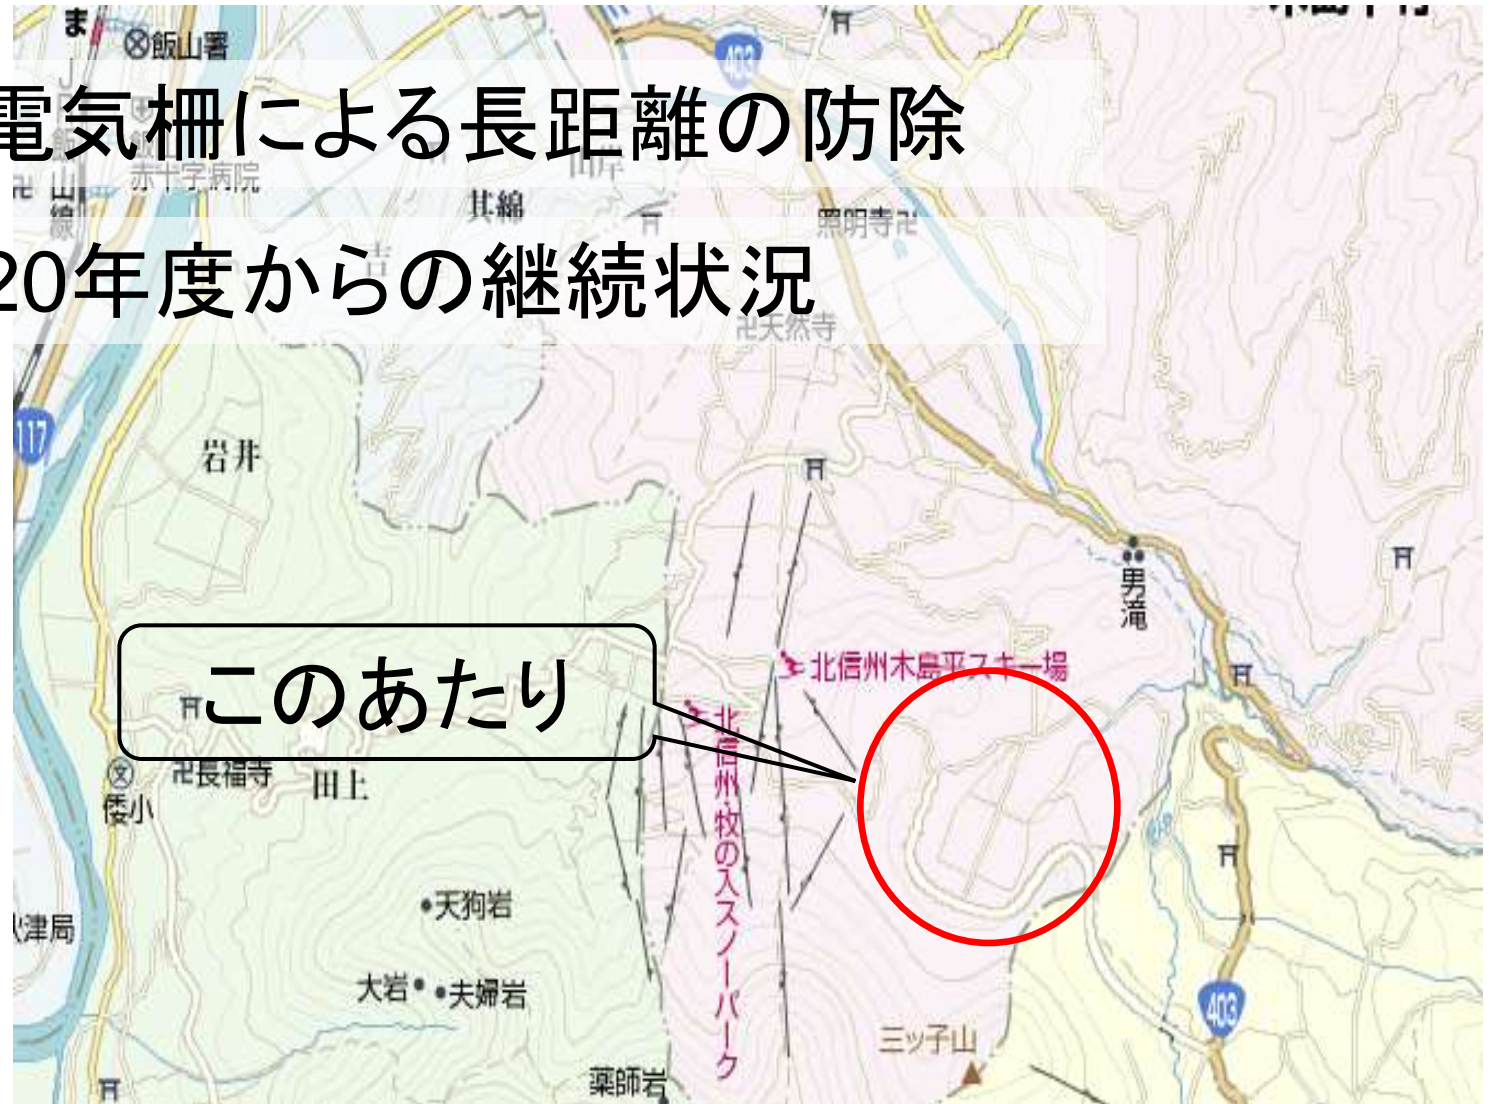 電気柵による長距離の防除
20年度からの継続状況
このあたり
飯山署
403
赤十字病院
其綿
照明寺
天然寺
117
岩井
男滝
北信州木島平スキー場
北信州・牧の入スノーパーク
長福寺
田上
倭小
天狗岩
大岩
夫婦岩
三ッ子山
403
薬師岩